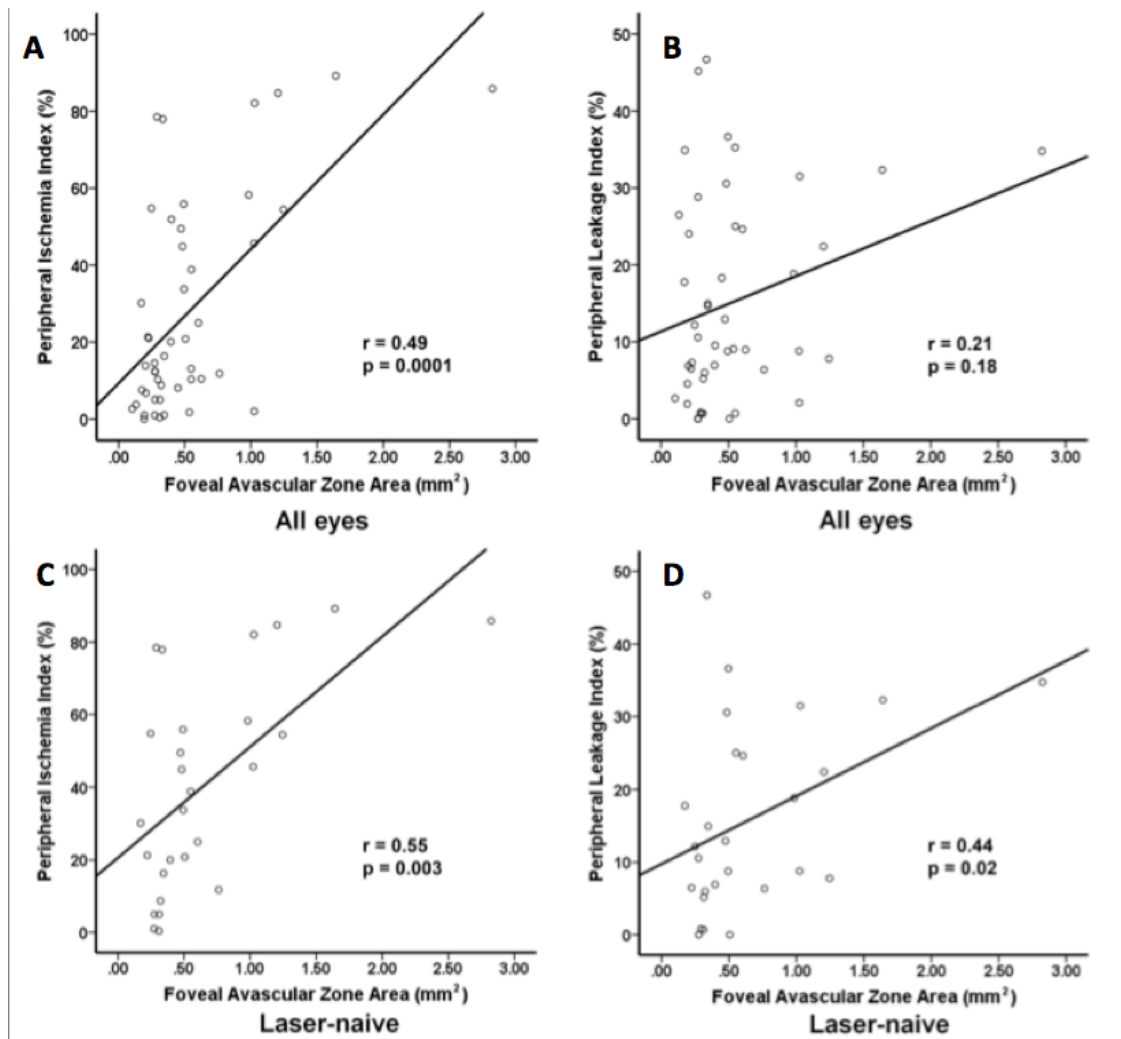 A
Peripheral Ischemia Index (%)
100
80
60
40
20
0
r = 0.49
p = 0.0001
.00 .50 1.00 1.50 2.00 2.50 3.00
Foveal Avascular Zone Area (mm²)
All eyes
B
Peripheral Leakage Index (%)
50
40
30
20
10
0
r = 0.21
p = 0.18
.00 .50 1.00 1.50 2.00 2.50 3.00
Foveal Avascular Zone Area (mm²)
All eyes
C
Peripheral Ischemia Index (%)
100
80
60
40
20
0
r = 0.55
p = 0.003
.00 .50 1.00 1.50 2.00 2.50 3.00
Foveal Avascular Zone Area (mm²)
Laser-naive
D
Peripheral Leakage Index (%)
50
40
30
20
10
0
r = 0.44
p = 0.02
.00 .50 1.00 1.50 2.00 2.50 3.00
Foveal Avascular Zone Area (mm²)
Laser-naive